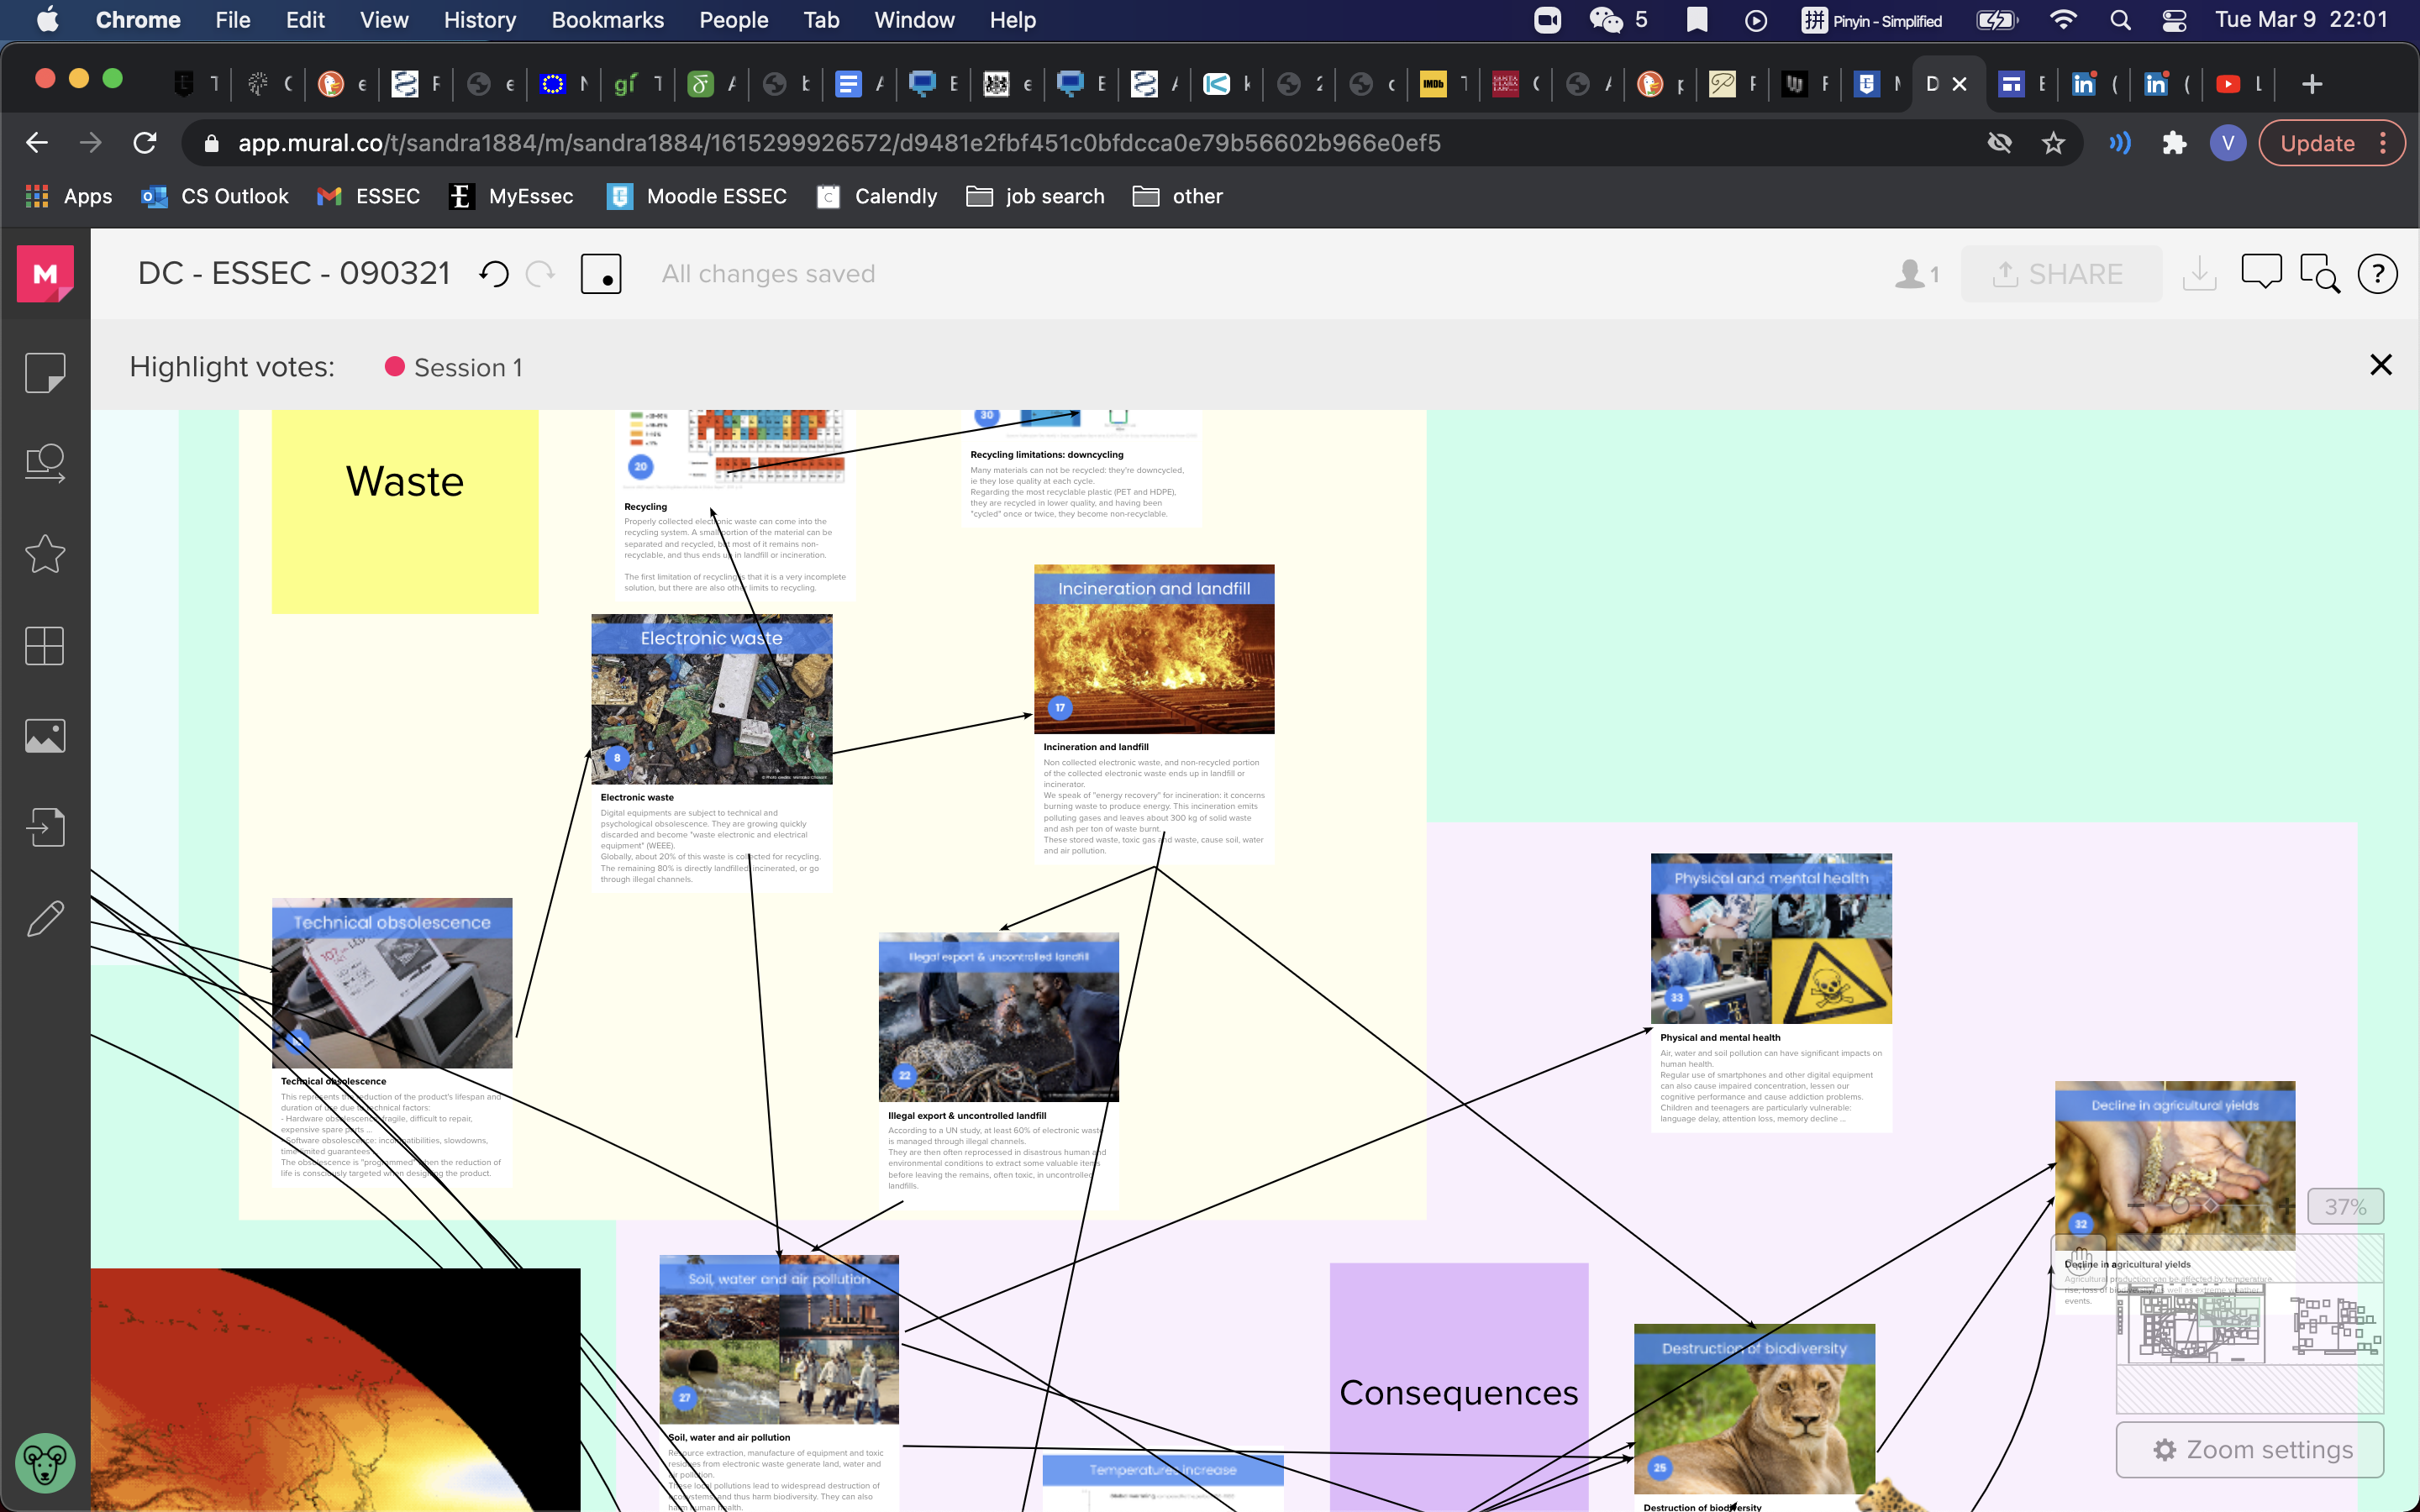 Chrome File Edit View History Bookmarks People Tab Window Help 5 拼 Pinyin - Simplified Tue Mar 9 22:01
app.mural.co/t/sandra1884/m/sandra1884/1615299926572/d9481e2fbf451c0bfdcca0e79b56602b966e0ef5 V Update
Apps CS Outlook ESSEC MyEssec Moodle ESSEC Calendly job search other
DC - ESSEC - 090321 All changes saved 1 SHARE ?
Highlight votes: Session 1
Waste
20
Recycling
Properly collected electronic waste can come into the
recycling system. A small portion of the material can be
separated and recycled, but most of it remains non-
recyclable, and thus ends up in landfill or incineration.
The first limitation of recycling is that it is a very incomplete
solution, but there are also other limits to recycling.
30
Recycling limitations: downcycling
Many materials can not be recycled: they're downcycled,
ie they lose quality at each cycle.
Regarding the most recyclable plastic (PET and HDPE),
they are recycled in lower quality, and having been
"cycled" once or twice, they become non-recyclable.
Electronic waste
8
Electronic waste
Digital equipments are subject to technical and
psychological obsolescence. They are growing quickly
discarded and become "waste electronic and electrical
equipment" (WEEE).
Globally, about 20% of this waste is collected for recycling.
The remaining 80% is directly landfilled, incinerated, or go
through illegal channels.
Incineration and landfill
17
Incineration and landfill
Non collected electronic waste, and non-recycled portion
of the collected electronic waste ends up in landfill or
incinerator.
We speak of "energy recovery" for incineration: it concerns
burning waste to produce energy. This incineration emits
polluting gases and leaves about 300 kg of solid waste
and ash per ton of waste burnt.
These stored waste, toxic gas and waste, cause soil, water
and air pollution.
Technical obsolescence
Technical obsolescence
This represents the reduction of the product's lifespan and
duration of use due to technical factors:
- Hardware obsolescence: fragile, difficult to repair,
expensive spare parts ...
- Software obsolescence: incompatibilities, slowdowns,
time-limited guarantees
The obsolescence is "programmed" when the reduction of
life is consciously targeted when designing the product.
Illegal export & uncontrolled landfill
22
Illegal export & uncontrolled landfill
According to a UN study, at least 60% of electronic waste
is managed through illegal channels.
They are then often reprocessed in disastrous human and
environmental conditions to extract some valuable items
before leaving the remains, often toxic, in uncontrolled
landfills.
Physical and mental health
33
Physical and mental health
Air, water and soil pollution can have significant impacts on
human health.
Regular use of smartphones and other digital equipment
can also cause impaired concentration, lessen our
cognitive performance and cause addiction problems.
Children and teenagers are particularly vulnerable:
language delay, attention loss, memory decline ...
Decline in agricultural yields
32
Decline in agricultural yields
Agricultural production can be affected by temperature
rise, loss of biodiversity as well as extreme weather
events.
37%
Zoom settings
Soil, water and air pollution
27
Soil, water and air pollution
Resource extraction, manufacture of equipment and toxic
residues from electronic waste generate land, water and
air pollution.
These local pollutions lead to widespread destruction of
ecosystems and thus harm biodiversity. They can also
harm human health.
Temperatures increase
Consequences
Destruction of biodiversity
25
Destruction of biodiversity